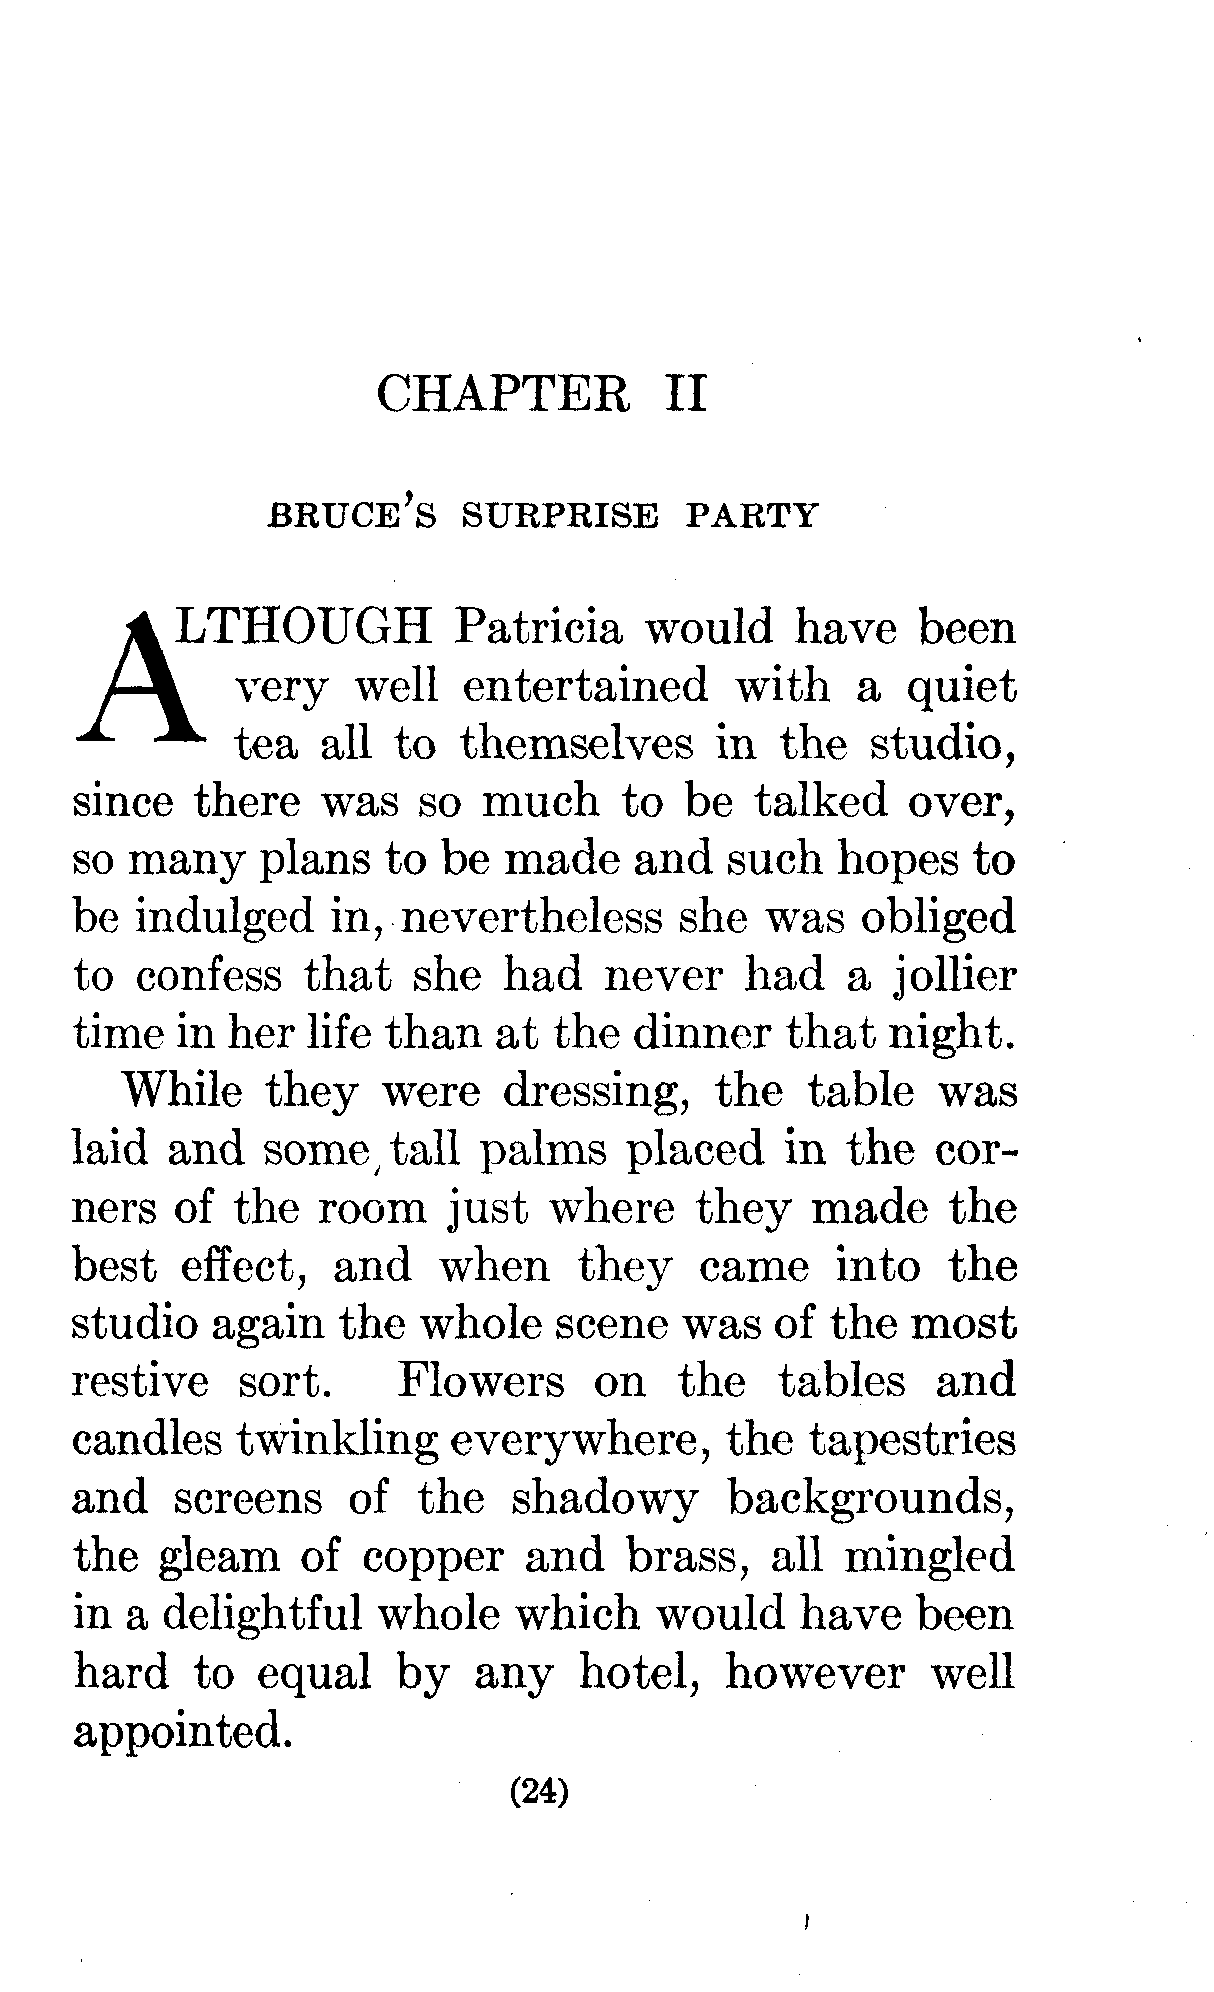 CHAPTER II
BRUCE'S SURPRISE PARTY
ALTHOUGH Patricia would have been
very well entertained with a quiet
tea all to themselves in the studio,
since there was so much to be talked over,
so many plans to be made and such hopes to
be indulged in, nevertheless she was obliged
to confess that she had never had a jollier
time in her life than at the dinner that night.
While they were dressing, the table was
laid and some tall palms placed in the cor-
ners of the room just where they made the
best effect, and when they came into the
studio again the whole scene was of the most
restive sort. Flowers on the tables and
candles twinkling everywhere, the tapestries
and screens of the shadowy backgrounds,
the gleam of copper and brass, all mingled
in a delightful whole which would have been
hard to equal by any hotel, however well
appointed.
(24)